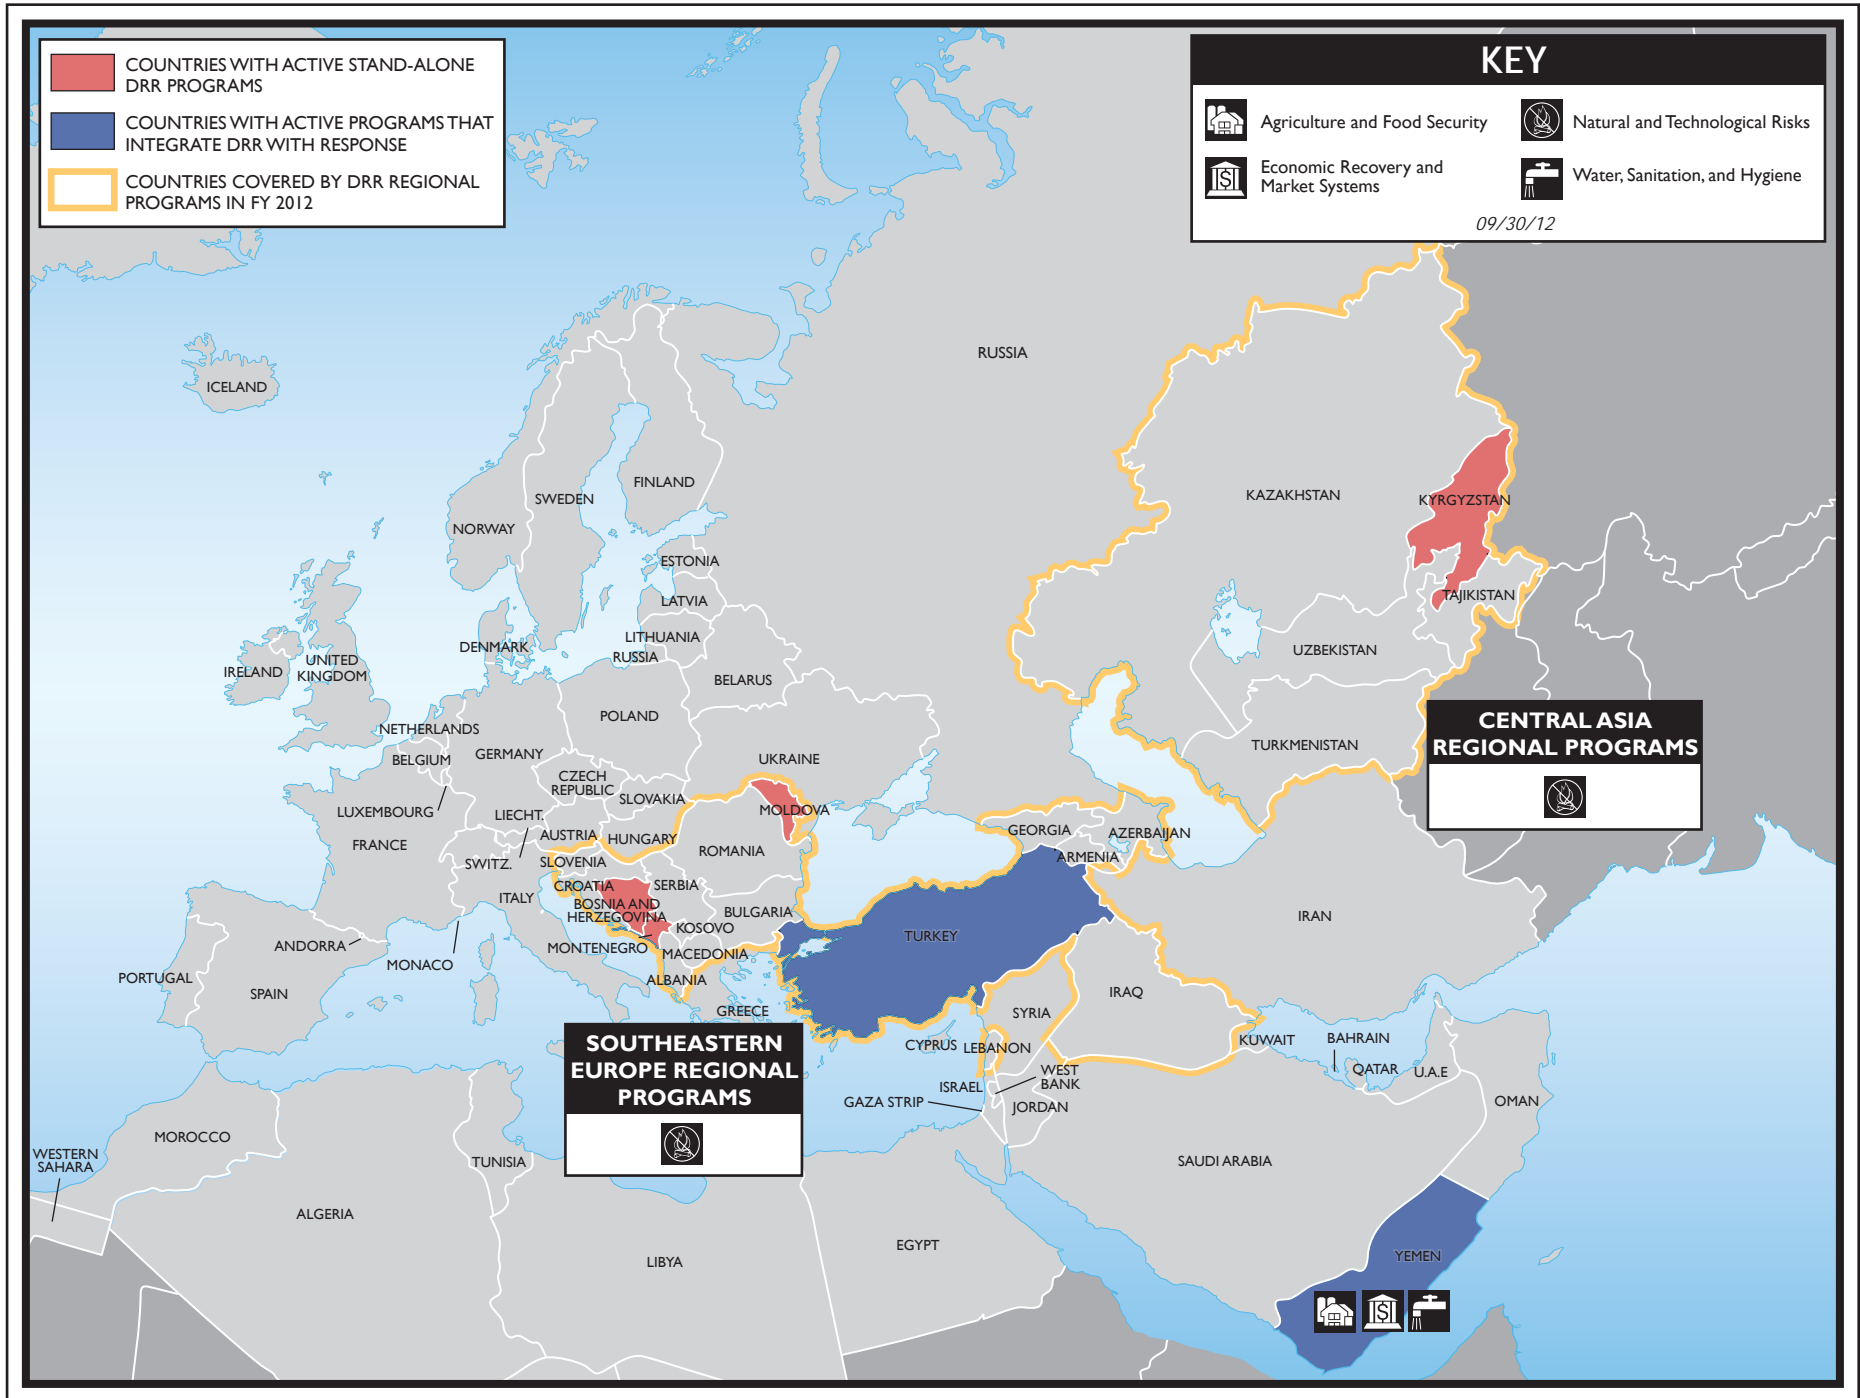 COUNTRIES WITH ACTIVE STAND-ALONE
DRR PROGRAMS
COUNTRIES WITH ACTIVE PROGRAMS THAT
INTEGRATE DRR WITH RESPONSE
COUNTRIES COVERED BY DRR REGIONAL
PROGRAMS IN FY 2012
KEY
Agriculture and Food Security
Natural and Technological Risks
Economic Recovery and
Market Systems
Water, Sanitation, and Hygiene
09/30/12
RUSSIA
ICELAND
KAZAKHSTAN
KYRGYZSTAN
FINLAND
SWEDEN
NORWAY
ESTONIA
TAJIKISTAN
LATVIA
LITHUANIA
DENMARK
RUSSIA
UZBEKISTAN
UNITED
KINGDOM
IRELAND
BELARUS
POLAND
CENTRAL ASIA
REGIONAL PROGRAMS
NETHERLANDS
TURKMENISTAN
GERMANY
BELGIUM
UKRAINE
CZECH
REPUBLIC
SLOVAKIA
LUXEMBOURG
LIECHT.
MOLDOVA
AUSTRIA
HUNGARY
GEORGIA
AZERBAIJAN
FRANCE
ROMANIA
ARMENIA
SWITZ.
SLOVENIA
CROATIA
SERBIA
ITALY
BOSNIA AND
HERZEGOVINA
BULGARIA
IRAN
KOSOVO
TURKEY
ANDORRA
MONTENEGRO
MACEDONIA
MONACO
PORTUGAL
ALBANIA
SPAIN
IRAQ
GREECE
SYRIA
SOUTHEASTERN
EUROPE REGIONAL
PROGRAMS
CYPRUS
LEBANON
KUWAIT
BAHRAIN
QATAR
U.A.E
WEST
BANK
ISRAEL
GAZA STRIP
JORDAN
OMAN
MOROCCO
WESTERN
SAHARA
TUNISIA
SAUDI ARABIA
ALGERIA
EGYPT
LIBYA
YEMEN